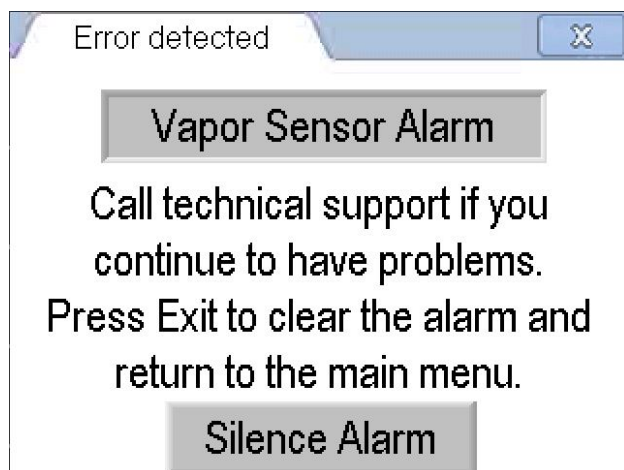 Error detected
Vapor Sensor Alarm
Call technical support if you
continue to have problems.
Press Exit to clear the alarm and
return to the main menu.
Silence Alarm